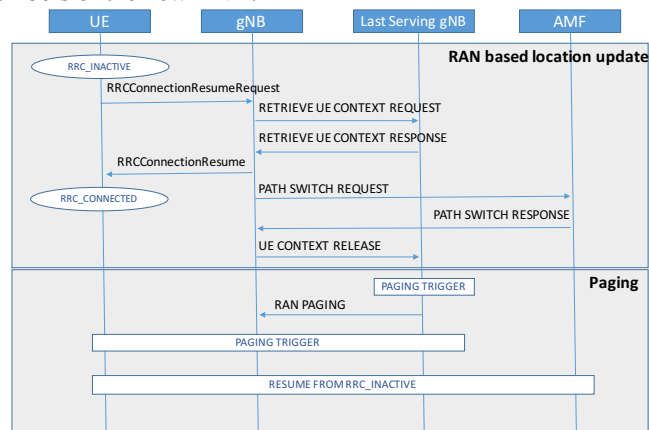 UE gNB Last Serving gNB AMF
RAN based location update
RRC_INACTIVE
RRCConnectionResumeRequest
RETRIEVE UE CONTEXT REQUEST
RETRIEVE UE CONTEXT RESPONSE
RRCConnectionResume
RRC_CONNECTED
PATH SWITCH REQUEST
PATH SWITCH RESPONSE
UE CONTEXT RELEASE
Paging
PAGING TRIGGER
RAN PAGING
PAGING TRIGGER
RESUME FROM RRC_INACTIVE